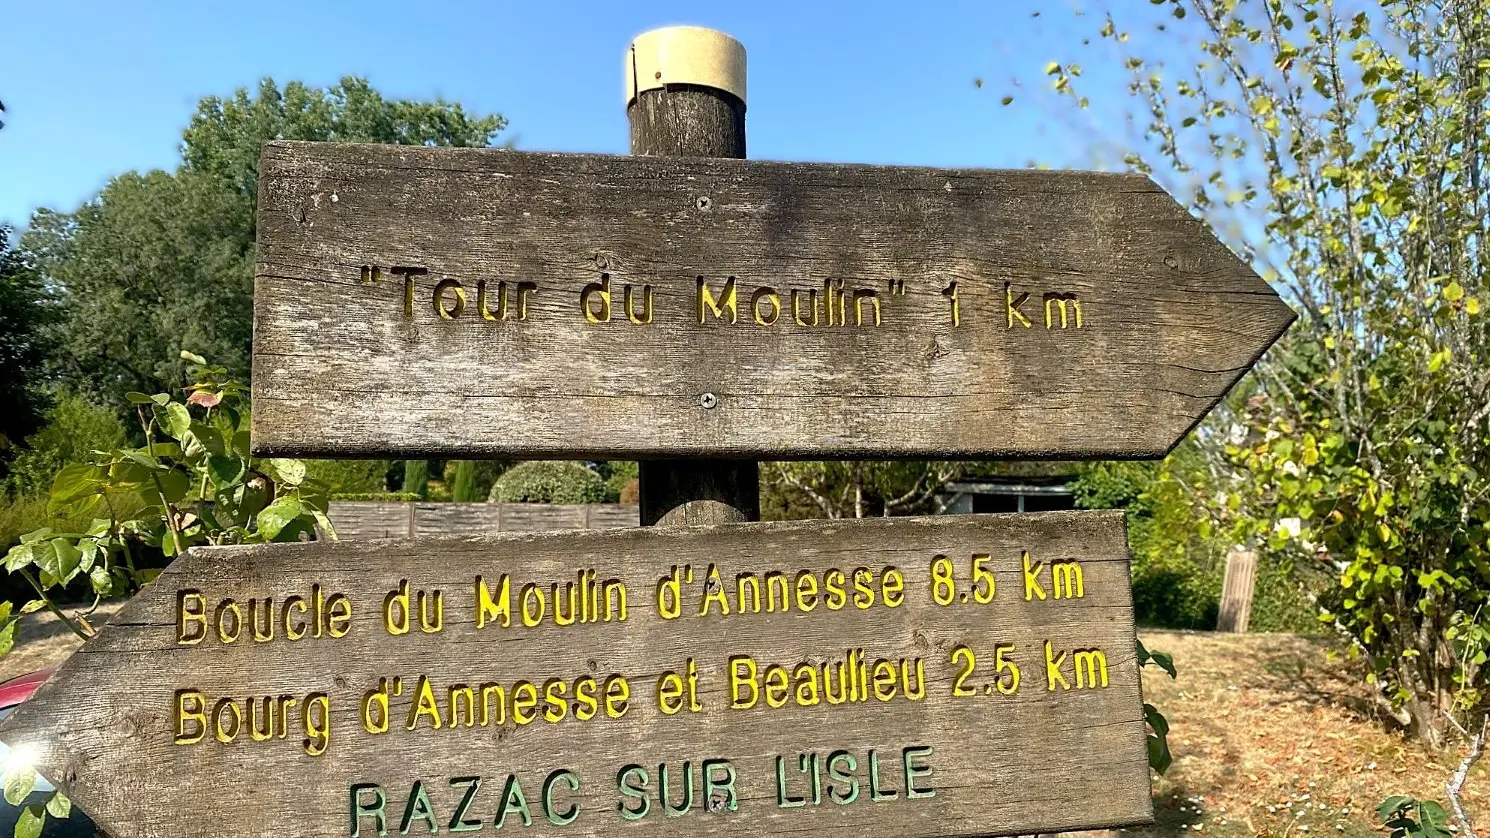 "Tour du Moulin" 1 km
Boucle du Moulin d'Annesse 8.5 km
Bourg d'Annesse et Beaulieu 2.5 km
RAZAC SUR L'ISLE